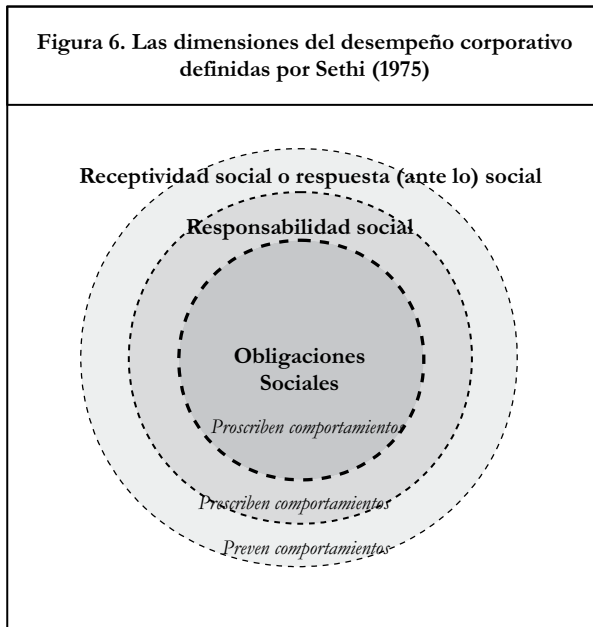 Figura 6. Las dimensiones del desempeño corporativo
definidas por Sethi (1975)
Receptividad social o respuesta (ante lo) social
Responsabilidad social
Obligaciones
Sociales
Proscriben comportamientos
Prescriben comportamientos
Preven comportamientos